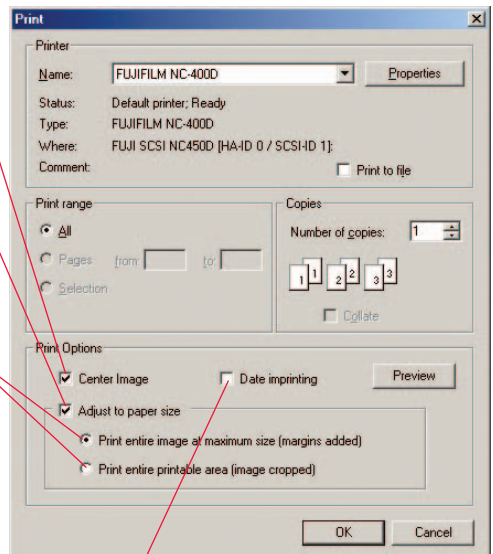 Print
Printer
Name: FUJIFILM NC-400D Properties
Status: Default printer; Ready
Type: FUJIFILM NC-400D
Where: FUJI SCSI NC450D [HA-ID 0 / SCSI-ID 1]:
Comment: Print to file
Print range
All
Pages from: to:
Selection
Copies
Number of copies: 1
1 1 2 2 3 3
Collate
Print Options
Center Image Date imprinting Preview
Adjust to paper size
Print entire image at maximum size (margins added)
Print entire printable area (image cropped)
OK Cancel